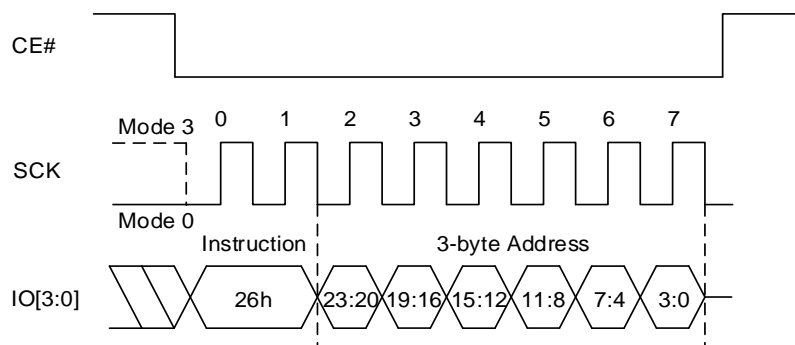 CE#
Mode 3
0 1 2 3 4 5 6 7
SCK
Mode 0
Instruction 3-byte Address
IO[3:0] 26h 23:20 19:16 15:12 11:8 7:4 3:0